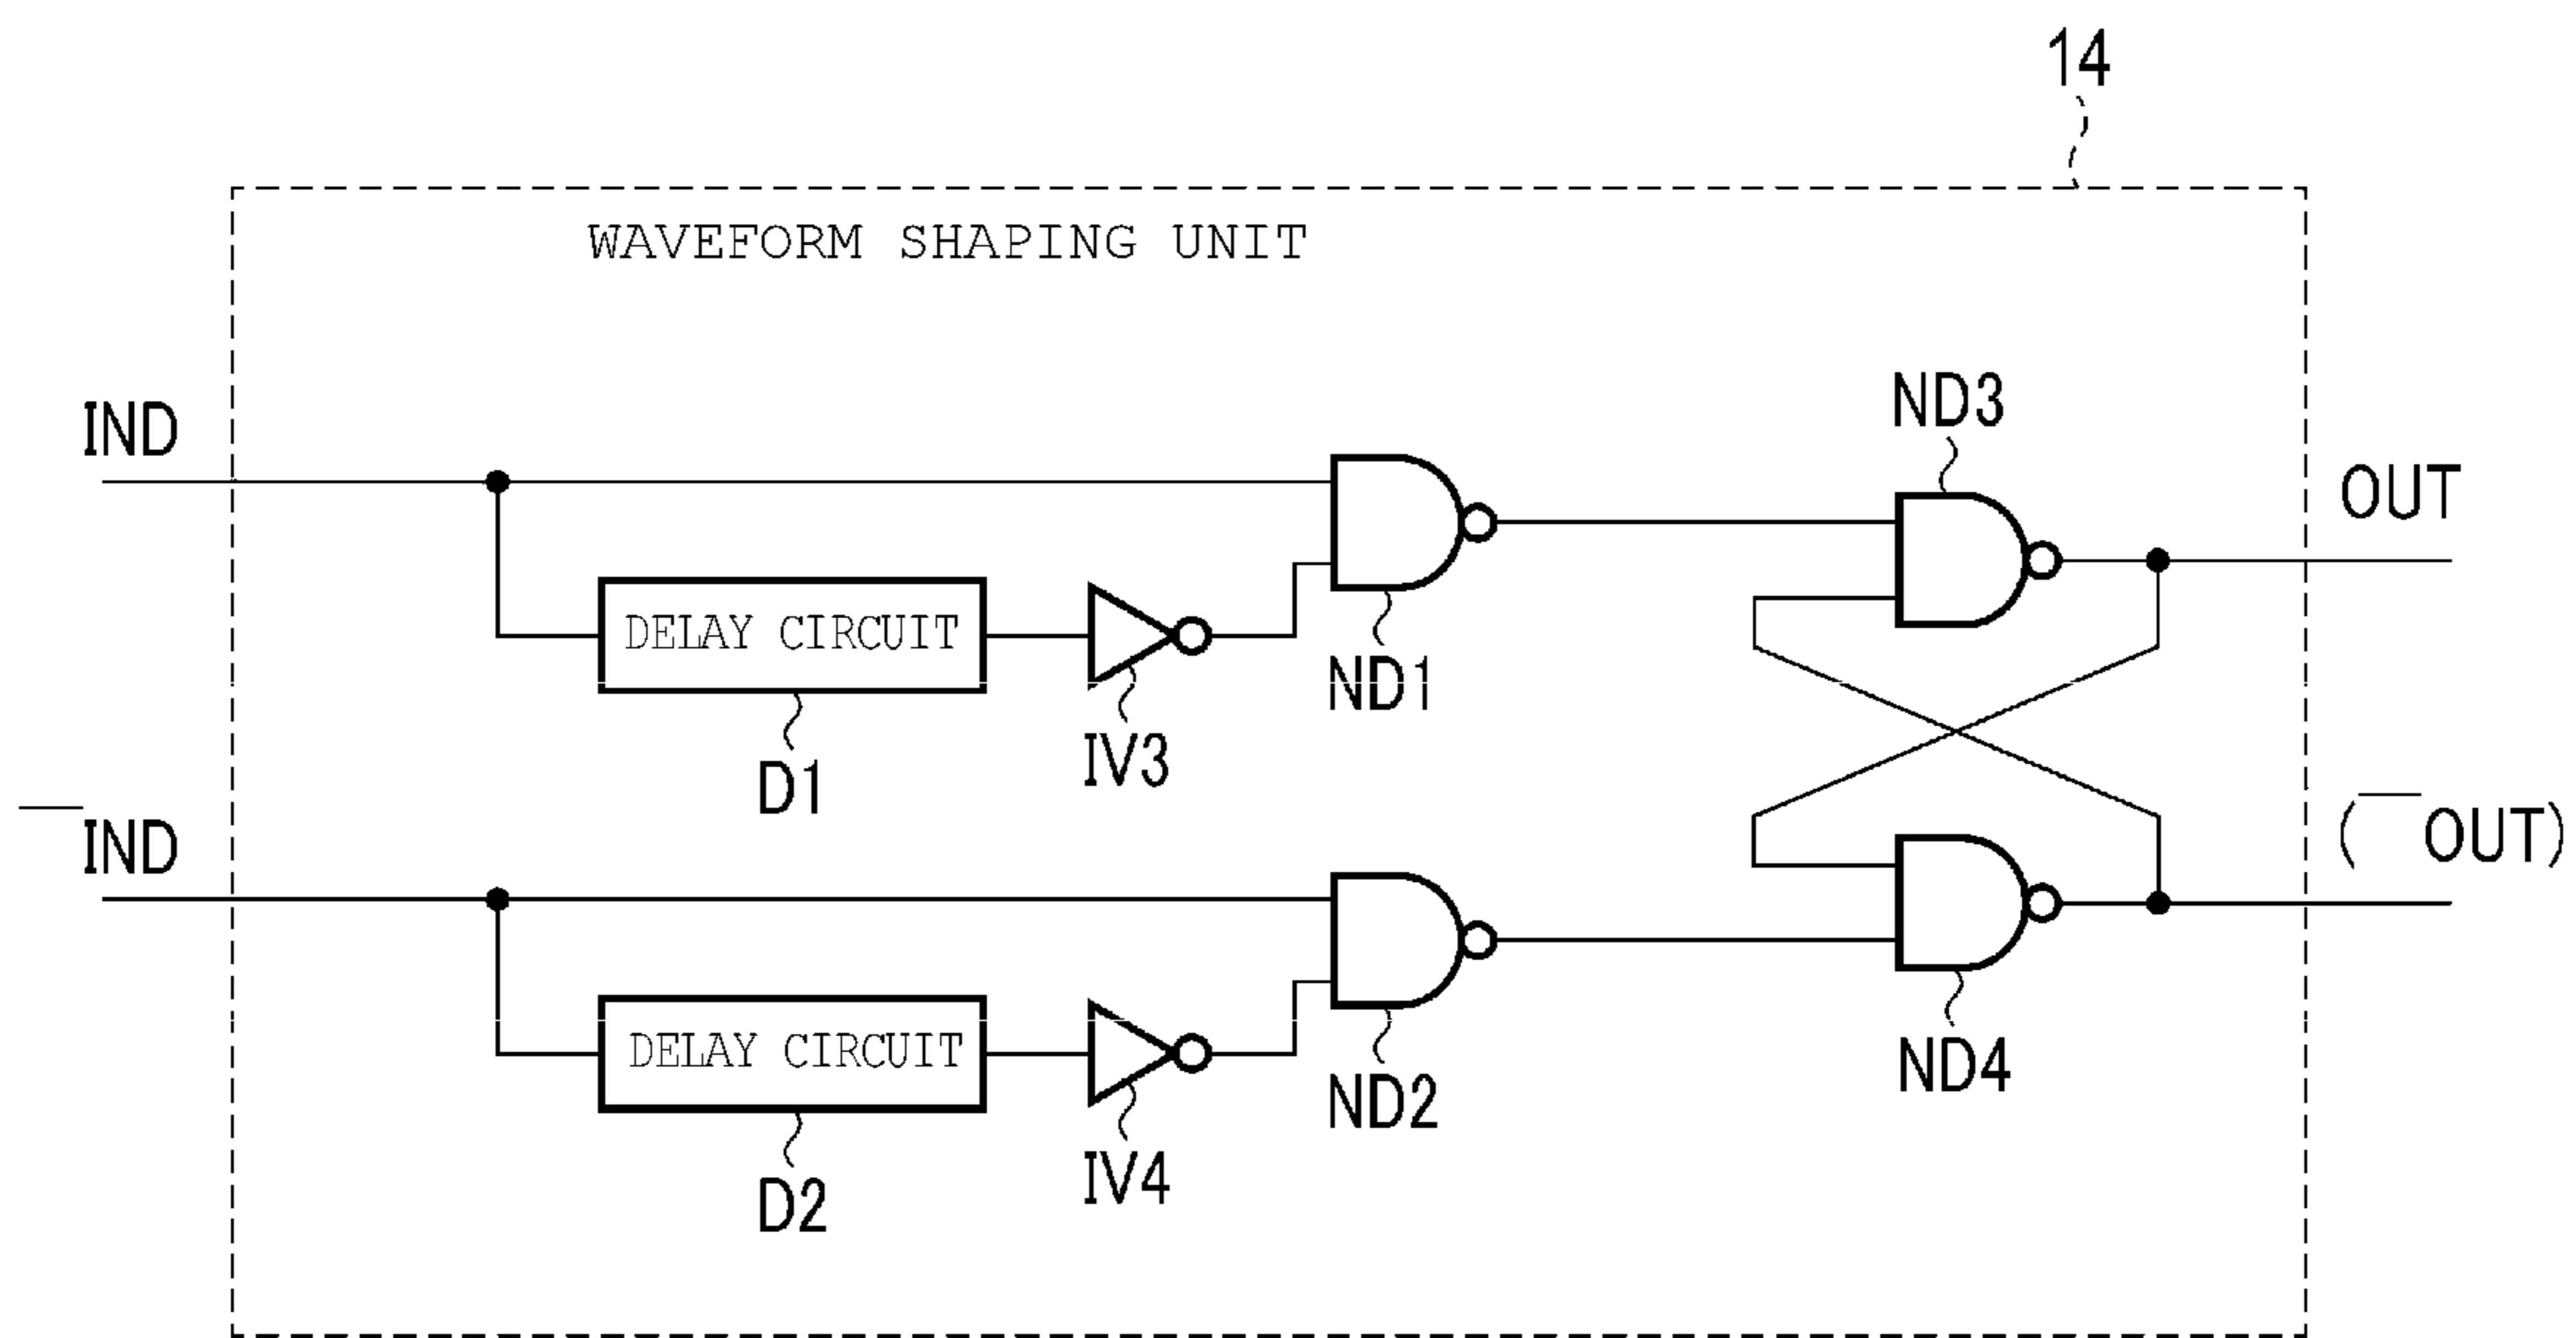 14
WAVEFORM SHAPING UNIT
ND3
IND
OUT
DELAY CIRCUIT
ND1
IV3
D1
‾IND
(‾OUT)
DELAY CIRCUIT
ND2
ND4
IV4
D2